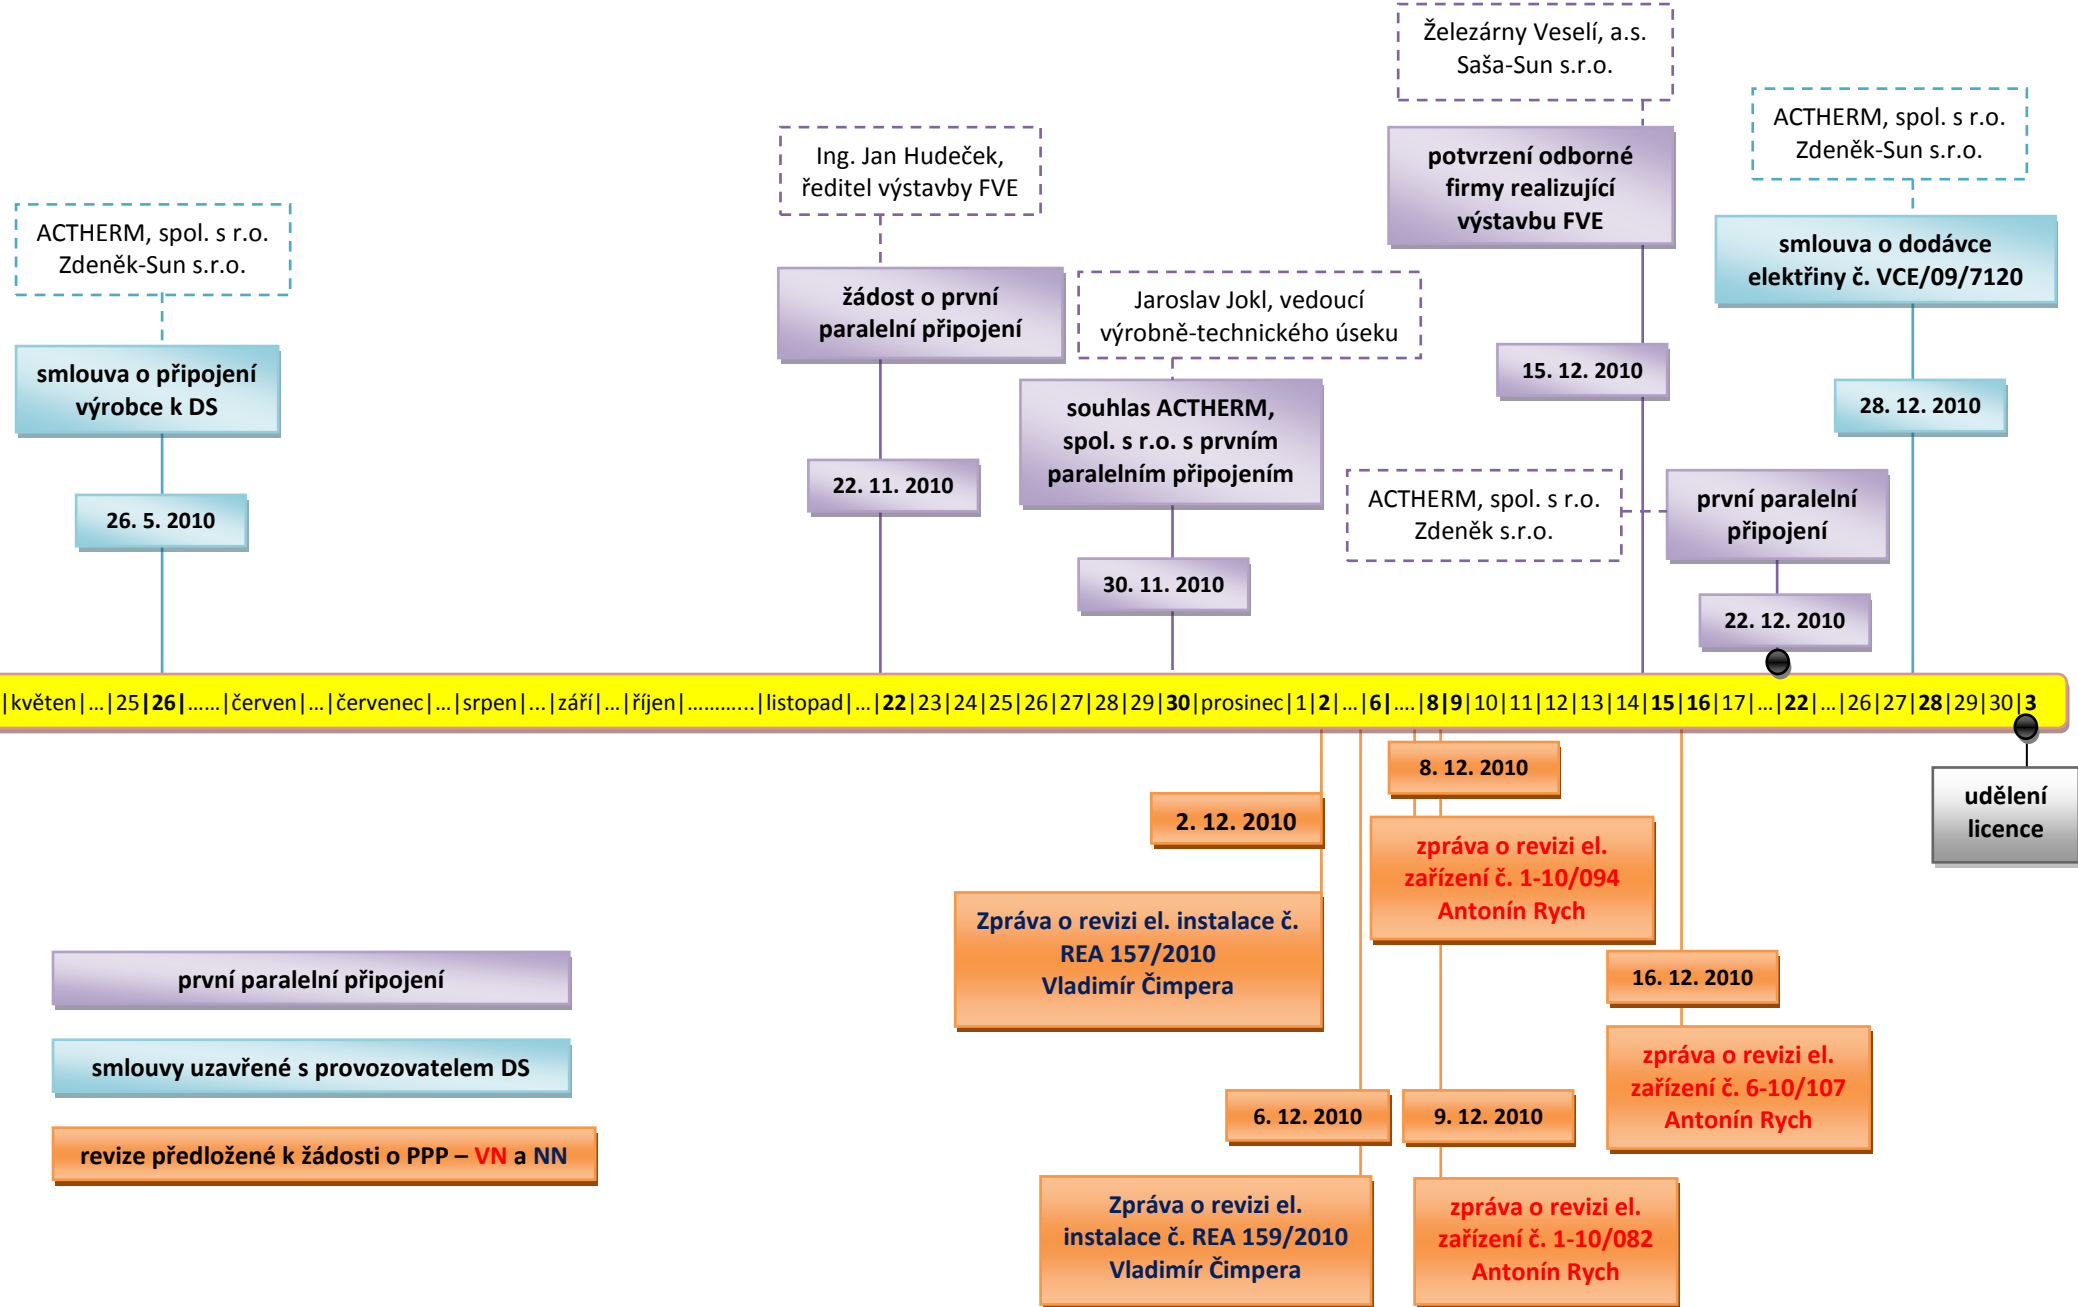 Železárny Veselí, a.s.
Saša-Sun s.r.o.
ACTHERM, spol. s r.o.
Zdeněk-Sun s.r.o.
Ing. Jan Hudeček,
ředitel výstavby FVE
potvrzení odborné
firmy realizující
výstavbu FVE
ACTHERM, spol. s r.o.
Zdeněk-Sun s.r.o.
smlouva o dodávce
elektřiny č. VCE/09/7120
žádost o první
paralelní připojení
Jaroslav Jokl, vedoucí
výrobně-technického úseku
smlouva o připojení
výrobce k DS
15. 12. 2010
28. 12. 2010
souhlas ACTHERM,
spol. s r.o. s prvním
paralelním připojením
22. 11. 2010
26. 5. 2010
ACTHERM, spol. s r.o.
Zdeněk s.r.o.
první paralelní
připojení
30. 11. 2010
22. 12. 2010
|květen|...|25|26|......|červen|...|červenec|...|srpen|...|září|...|říjen|............|listopad|...|22|23|24|25|26|27|28|29|30|prosinec|1|2|...|6|....|8|9|10|11|12|13|14|15|16|17|...|22|...|26|27|28|29|30|3
8. 12. 2010
2. 12. 2010
udělení
licence
zpráva o revizi el.
zařízení č. 1-10/094
Antonín Rych
Zpráva o revizi el. instalace č.
REA 157/2010
Vladimír Čimpera
16. 12. 2010
první paralelní připojení
smlouvy uzavřené s provozovatelem DS
zpráva o revizi el.
zařízení č. 6-10/107
Antonín Rych
6. 12. 2010
9. 12. 2010
revize předložené k žádosti o PPP – VN a NN
Zpráva o revizi el.
instalace č. REA 159/2010
Vladimír Čimpera
zpráva o revizi el.
zařízení č. 1-10/082
Antonín Rych